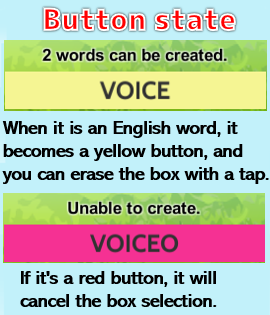 Button state
2 words can be created.
VOICE
When it is an English word, it
becomes a yellow button, and
you can erase the box with a tap.
Unable to create.
VOICEO
If it's a red button, it will
cancel the box selection.